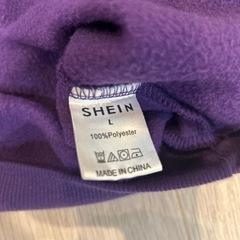 SHEIN
L
100%Polyester
MADE IN CHINA